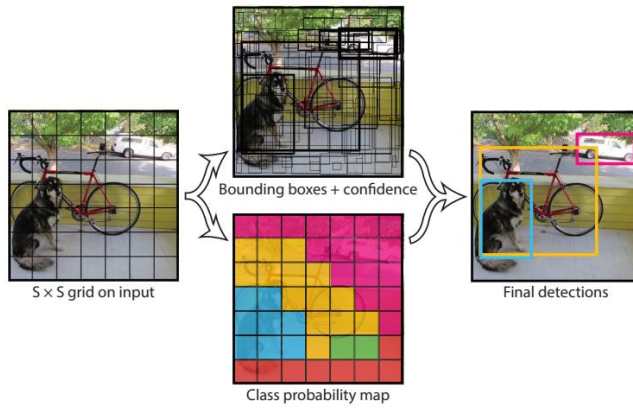 Bounding boxes + confidence
S × S grid on input
Final detections
Class probability map